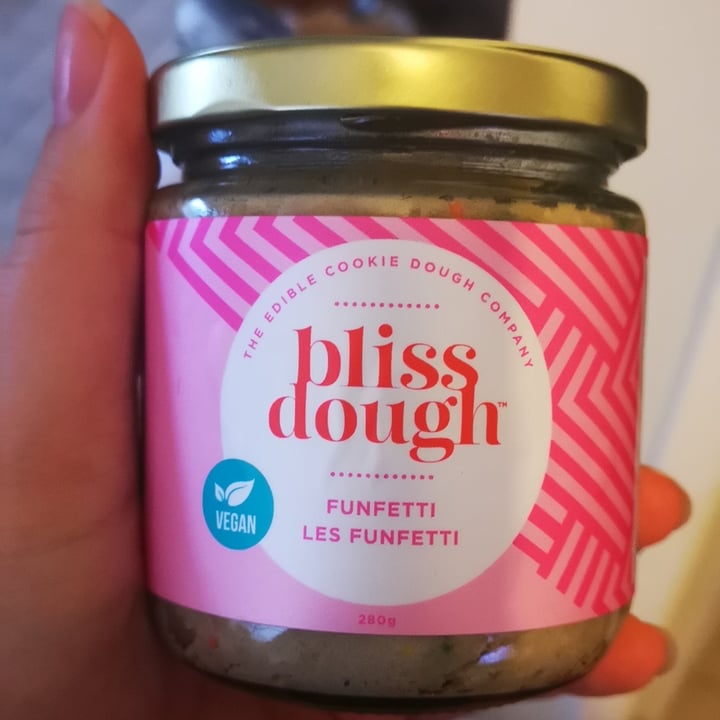 THE EDIBLE COOKIE DOUGH COMPANY
bliss
dough™
VEGAN
FUNFETTI
LES FUNFETTI
280g